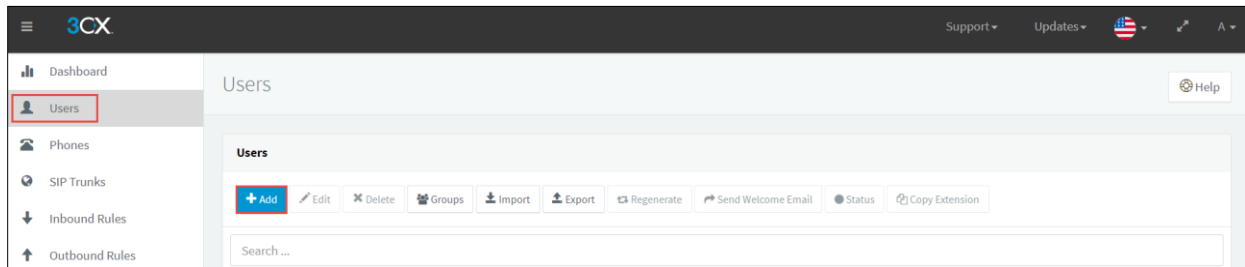 3CX Support Updates A
Dashboard
Users
Users
Help
Phones
Users
SIP Trunks
Add Edit Delete Groups Import Export Regenerate Send Welcome Email Status Copy Extension
Inbound Rules
Search ...
Outbound Rules